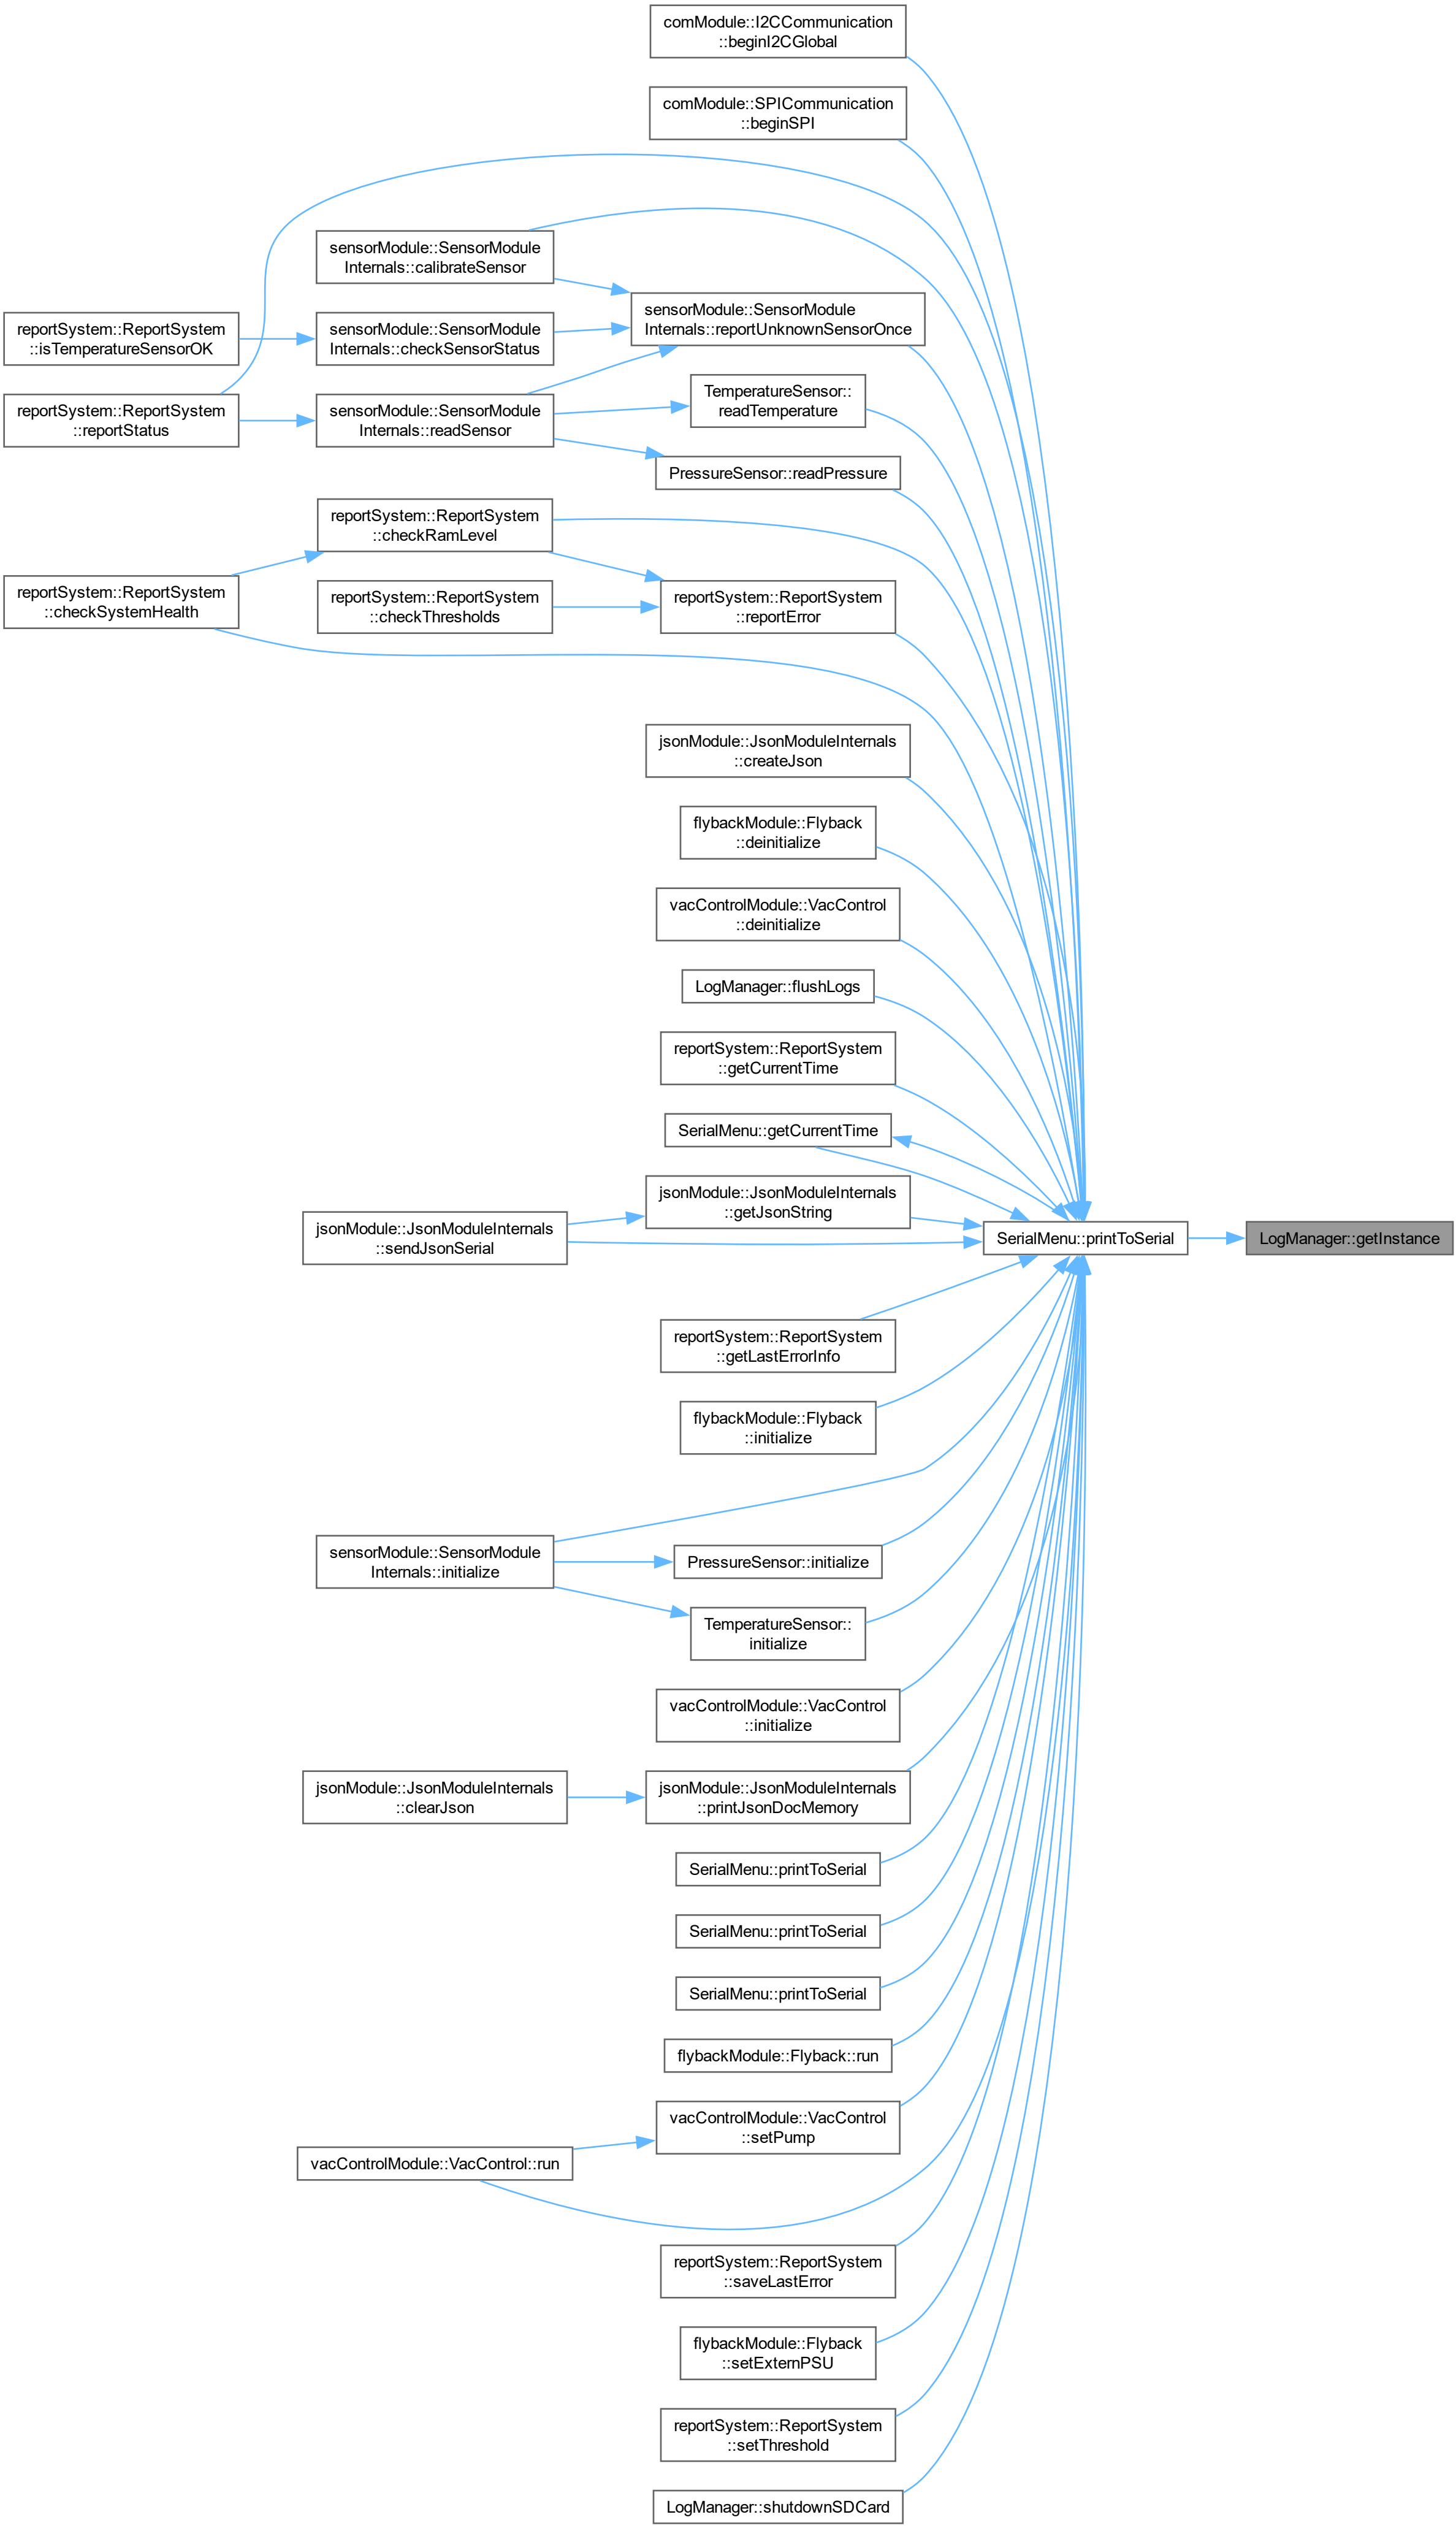 comModule::I2CCommunication
::beginI2CGlobal
comModule::SPICommunication
::beginSPI
sensorModule::SensorModule
Internals::calibrateSensor
sensorModule::SensorModule
Internals::reportUnknownSensorOnce
reportSystem::ReportSystem
::isTemperatureSensorOK
sensorModule::SensorModule
Internals::checkSensorStatus
TemperatureSensor::
readTemperature
reportSystem::ReportSystem
::reportStatus
sensorModule::SensorModule
Internals::readSensor
PressureSensor::readPressure
reportSystem::ReportSystem
::checkRamLevel
reportSystem::ReportSystem
::checkSystemHealth
reportSystem::ReportSystem
::checkThresholds
reportSystem::ReportSystem
::reportError
jsonModule::JsonModuleInternals
::createJson
flybackModule::Flyback
::deinitialize
vacControlModule::VacControl
::deinitialize
LogManager::flushLogs
reportSystem::ReportSystem
::getCurrentTime
SerialMenu::getCurrentTime
jsonModule::JsonModuleInternals
::getJsonString
jsonModule::JsonModuleInternals
::sendJsonSerial
SerialMenu::printToSerial
LogManager::getInstance
reportSystem::ReportSystem
::getLastErrorInfo
flybackModule::Flyback
::initialize
sensorModule::SensorModule
Internals::initialize
PressureSensor::initialize
TemperatureSensor::
initialize
vacControlModule::VacControl
::initialize
jsonModule::JsonModuleInternals
::clearJson
jsonModule::JsonModuleInternals
::printJsonDocMemory
SerialMenu::printToSerial
SerialMenu::printToSerial
SerialMenu::printToSerial
flybackModule::Flyback::run
vacControlModule::VacControl
::setPump
vacControlModule::VacControl::run
reportSystem::ReportSystem
::saveLastError
flybackModule::Flyback
::setExternPSU
reportSystem::ReportSystem
::setThreshold
LogManager::shutdownSDCard